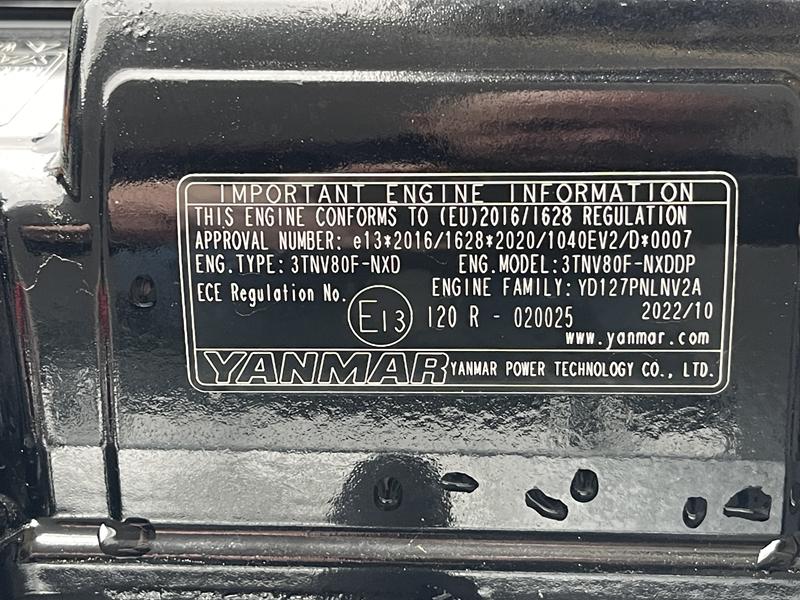 IMPORTANT ENGINE INFORMATION
THIS ENGINE CONFORMS TO (EU)2016/1628 REGULATION
APPROVAL NUMBER: e13*2016/1628*2020/1040EV2/D*0007
ENG.TYPE: 3TNV80F-NXD ENG.MODEL:3TNV80F-NXDDP
ENGINE FAMILY: YD127PNLNV2A
ECE Regulation No. E13 120 R - 020025 2022/10
www.yanmar.com
YANMAR YANMAR POWER TECHNOLOGY CO., LTD.